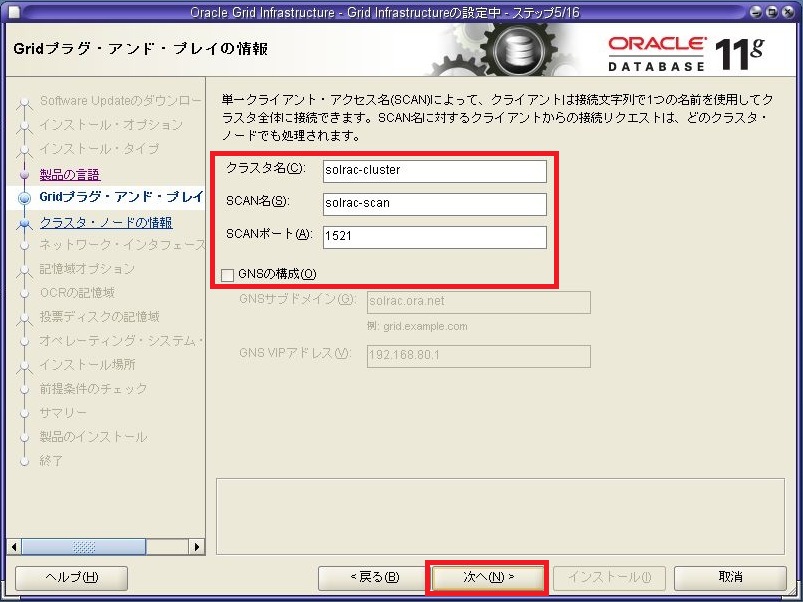 Oracle Grid Infrastructure - Grid Infrastructureの設定中 - ステップ5/16
Gridプラグ・アンド・プレイの情報
ORACLE
DATABASE 11g
Software Updateのダウンロー
インストール・オプション
インストール・タイプ
製品の言語
Gridプラグ・アンド・プレイ
クラスタ・ノードの情報
ネットワーク・インタフェース
記憶域オプション
OCRの記憶域
投票ディスクの記憶域
オペレーティング・システム・
インストール場所
前提条件のチェック
サマリー
製品のインストール
終了
単一クライアント・アクセス名(SCAN)によって、クライアントは接続文字列で1つの名前を使用してク
ラスタ全体に接続できます。SCAN名に対するクライアントからの接続リクエストは、どのクラスタ・
ノードでも処理されます。
クラスタ名(C): solrac-cluster
SCAN名(S): solrac-scan
SCANポート(A): 1521
GNSの構成(O)
GNSサブドメイン(G): solrac.ora.net
例: grid.example.com
GNS VIPアドレス(V): 192.168.80.1
ヘルプ(H) < 戻る(B) 次へ(N) > インストール(I) 取消